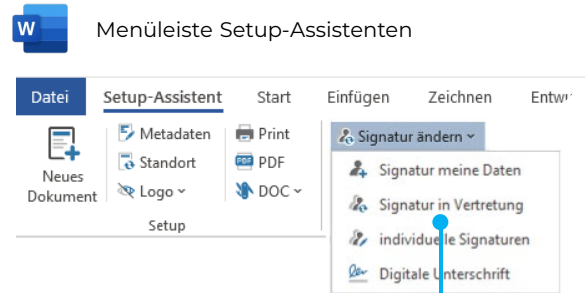 W Menüleiste Setup-Assistenten
Datei Setup-Assistent Start Einfügen Zeichnen
Metadaten Print Signatur ändern
Standort PDF PDF Signatur meine Daten
Neues
Dokument Logo DOC Signatur in Vertretung
Setup individuelle Signaturen
Digitale Unterschrift